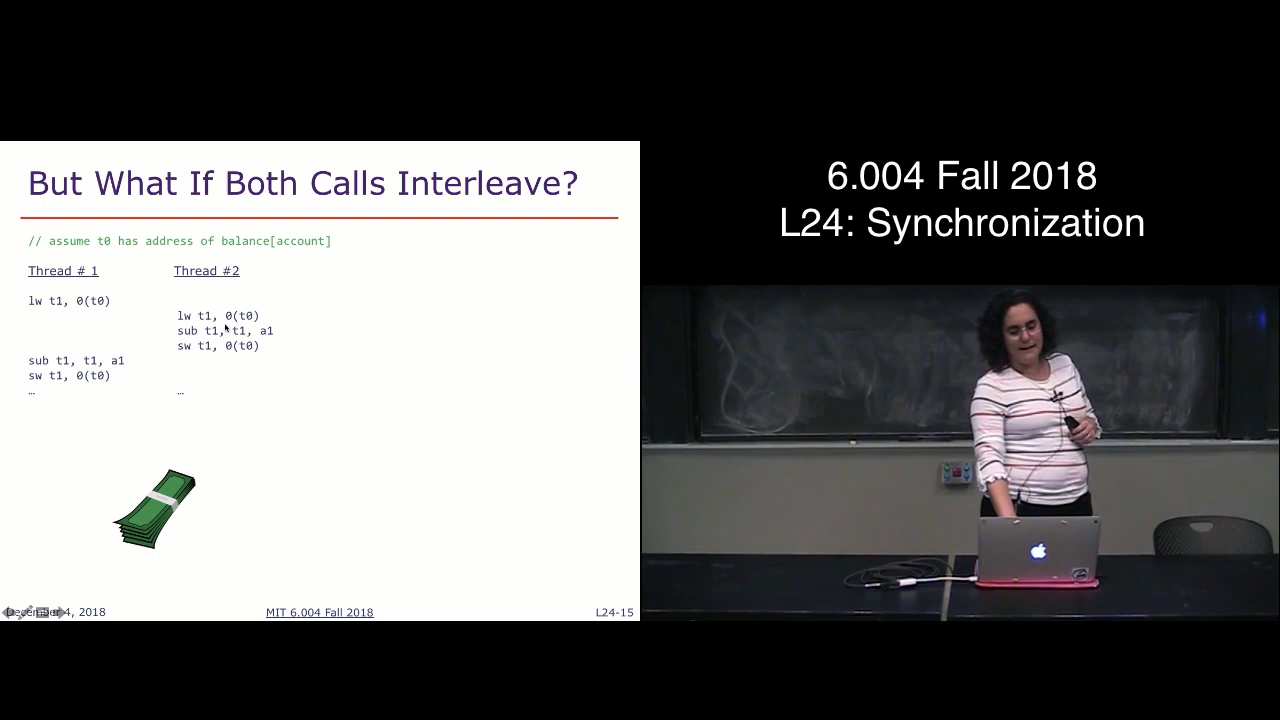 But What If Both Calls Interleave?
// assume t0 has address of balance[account]
Thread # 1
Thread #2
lw t1, 0(t0)
lw t1, 0(t0)
sub t1, t1, a1
sw t1, 0(t0)
sub t1, t1, a1
sw t1, 0(t0)
…
…
December 4, 2018
MIT 6.004 Fall 2018
L24-15
6.004 Fall 2018
L24: Synchronization